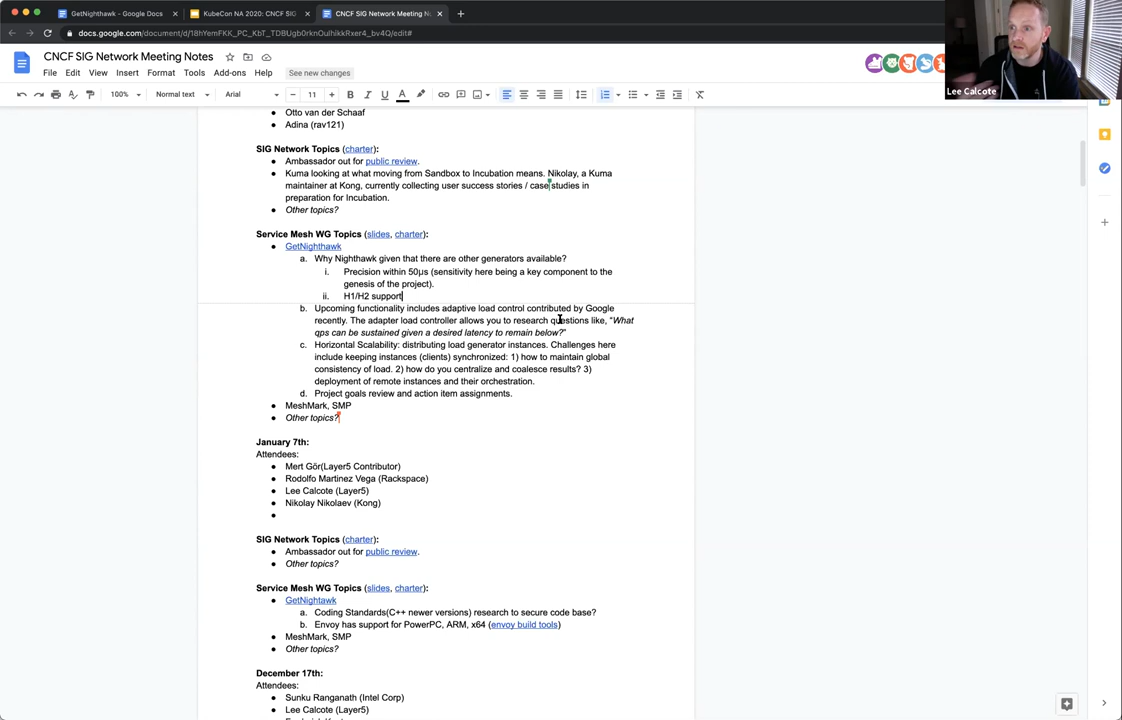 GetNighthawk - Google Docs
KubeCon NA 2020: CNCF SIG
CNCF SIG Network Meeting No
docs.google.com/document/d/18hYemFKK_PC_KbT_TDBUgb0rknOulhikkRxer4_bv4Q/edit#
CNCF SIG Network Meeting Notes
File Edit View Insert Format Tools Add-ons Help See new changes
100% Normal text Arial 11 B I U A
Lee Calcote
Otto van der Schaaf
Adina (rav121)
SIG Network Topics (charter):
Ambassador out for public review.
Kuma looking at what moving from Sandbox to Incubation means. Nikolay, a Kuma
maintainer at Kong, currently collecting user success stories / case studies in
preparation for Incubation.
Other topics?
Service Mesh WG Topics (slides, charter):
GetNighthawk
a. Why Nighthawk given that there are other generators available?
i. Precision within 50μs (sensitivity here being a key component to the
genesis of the project).
ii. H1/H2 support
b. Upcoming functionality includes adaptive load control contributed by Google
recently. The adapter load controller allows you to research questions like, "What
qps can be sustained given a desired latency to remain below?"
c. Horizontal Scalability: distributing load generator instances. Challenges here
include keeping instances (clients) synchronized: 1) how to maintain global
consistency of load. 2) how do you centralize and coalesce results? 3)
deployment of remote instances and their orchestration.
d. Project goals review and action item assignments.
MeshMark, SMP
Other topics?
January 7th:
Attendees:
Mert Gör(Layer5 Contributor)
Rodolfo Martinez Vega (Rackspace)
Lee Calcote (Layer5)
Nikolay Nikolaev (Kong)
SIG Network Topics (charter):
Ambassador out for public review.
Other topics?
Service Mesh WG Topics (slides, charter):
GetNightawk
a. Coding Standards(C++ newer versions) research to secure code base?
b. Envoy has support for PowerPC, ARM, x64 (envoy build tools)
MeshMark, SMP
Other topics?
December 17th:
Attendees:
Sunku Ranganath (Intel Corp)
Lee Calcote (Layer5)